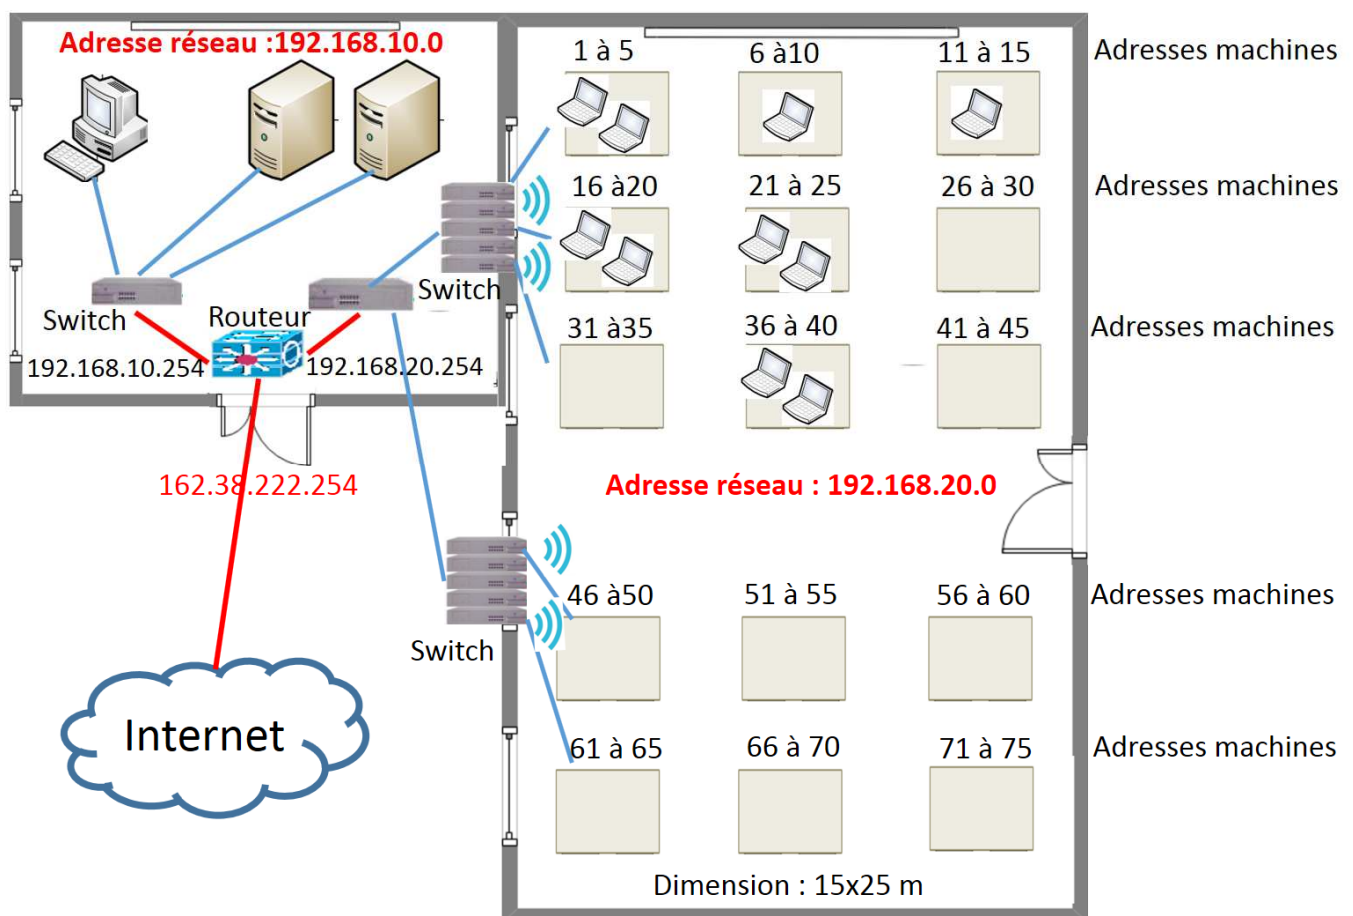 Adresse réseau :192.168.10.0
1 à 5
6 à10
11 à 15
Adresses machines
16 à20
21 à 25
26 à 30
Adresses machines
Switch
Switch
Routeur
31 à35
36 à 40
41 à 45
Adresses machines
192.168.10.254
192.168.20.254
162.38.222.254
Adresse réseau : 192.168.20.0
46 à50
51 à 55
56 à 60
Adresses machines
Switch
Internet
61 à 65
66 à 70
71 à 75
Adresses machines
Dimension : 15x25 m